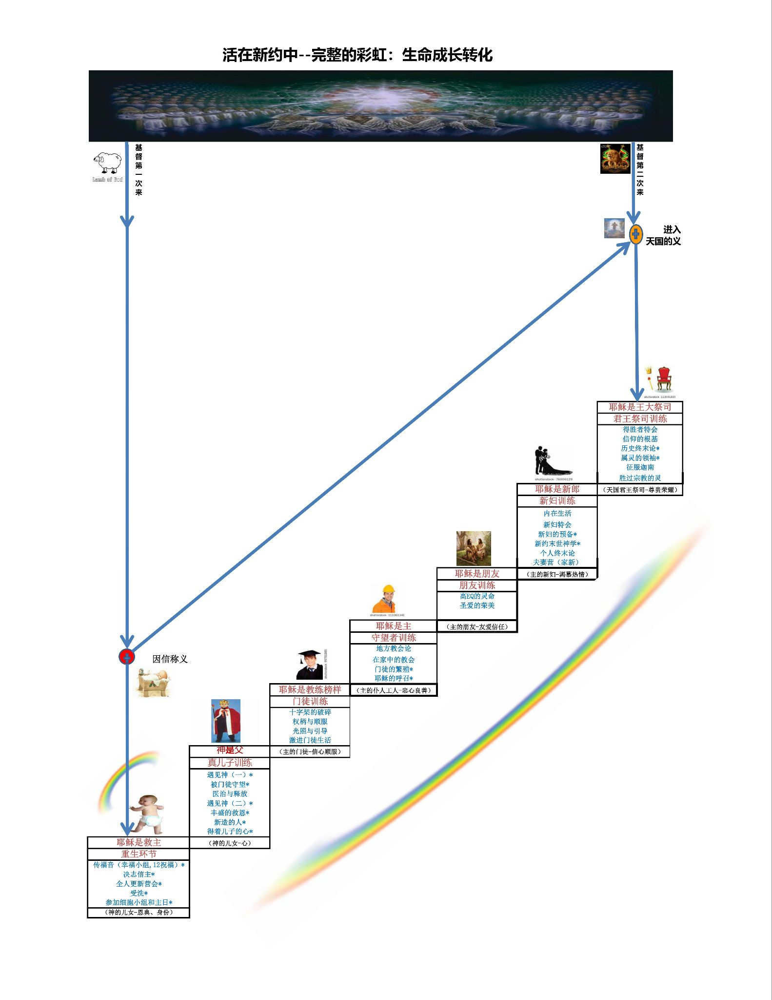 活在新约中--完整的彩虹：生命成长转化
Lamb of God
基督第一次来
基督第二次来
进入
天国的义
shutterstock · 112041815
耶稣是王大祭司
君王祭司训练
得胜者特会
信仰的根基
历史终末论*
属灵的领袖*
征服迦南
胜过宗教的灵
（天国君王祭司-尊贵荣耀）
shutterstock · 76006129
耶稣是新郎
新妇训练
内在生活
新妇特会
新妇的预备*
新约末世神学*
个人终末论
夫妻营（家新）
（主的新妇-渴慕热情）
耶稣是朋友
朋友训练
高EQ的灵命
圣爱的荣美
（主的朋友-友爱信任）
shutterstock · 111061340
耶稣是主
守望者训练
地方教会论
在家中的教会
门徒的繁殖*
耶稣的呼召*
（主的仆人工人-忠心良善）
因信称义
shutterstock · 99761885
耶稣是教练榜样
门徒训练
十字架的破碎
权柄与顺服
光照与引导
激进门徒生活
（主的门徒-信心顺服）
神是父
真儿子训练
遇见神（一）*
被门徒守望*
医治与释放
遇见神（二）*
丰盛的救恩*
新造的人*
得着儿子的心*
（神的儿女-心）
耶稣是救主
重生环节
传福音（幸福小组,12祝福）*
决志信主*
全人更新营会*
受洗*
参加细胞小组和主日*
（神的儿女-恩典、身份）